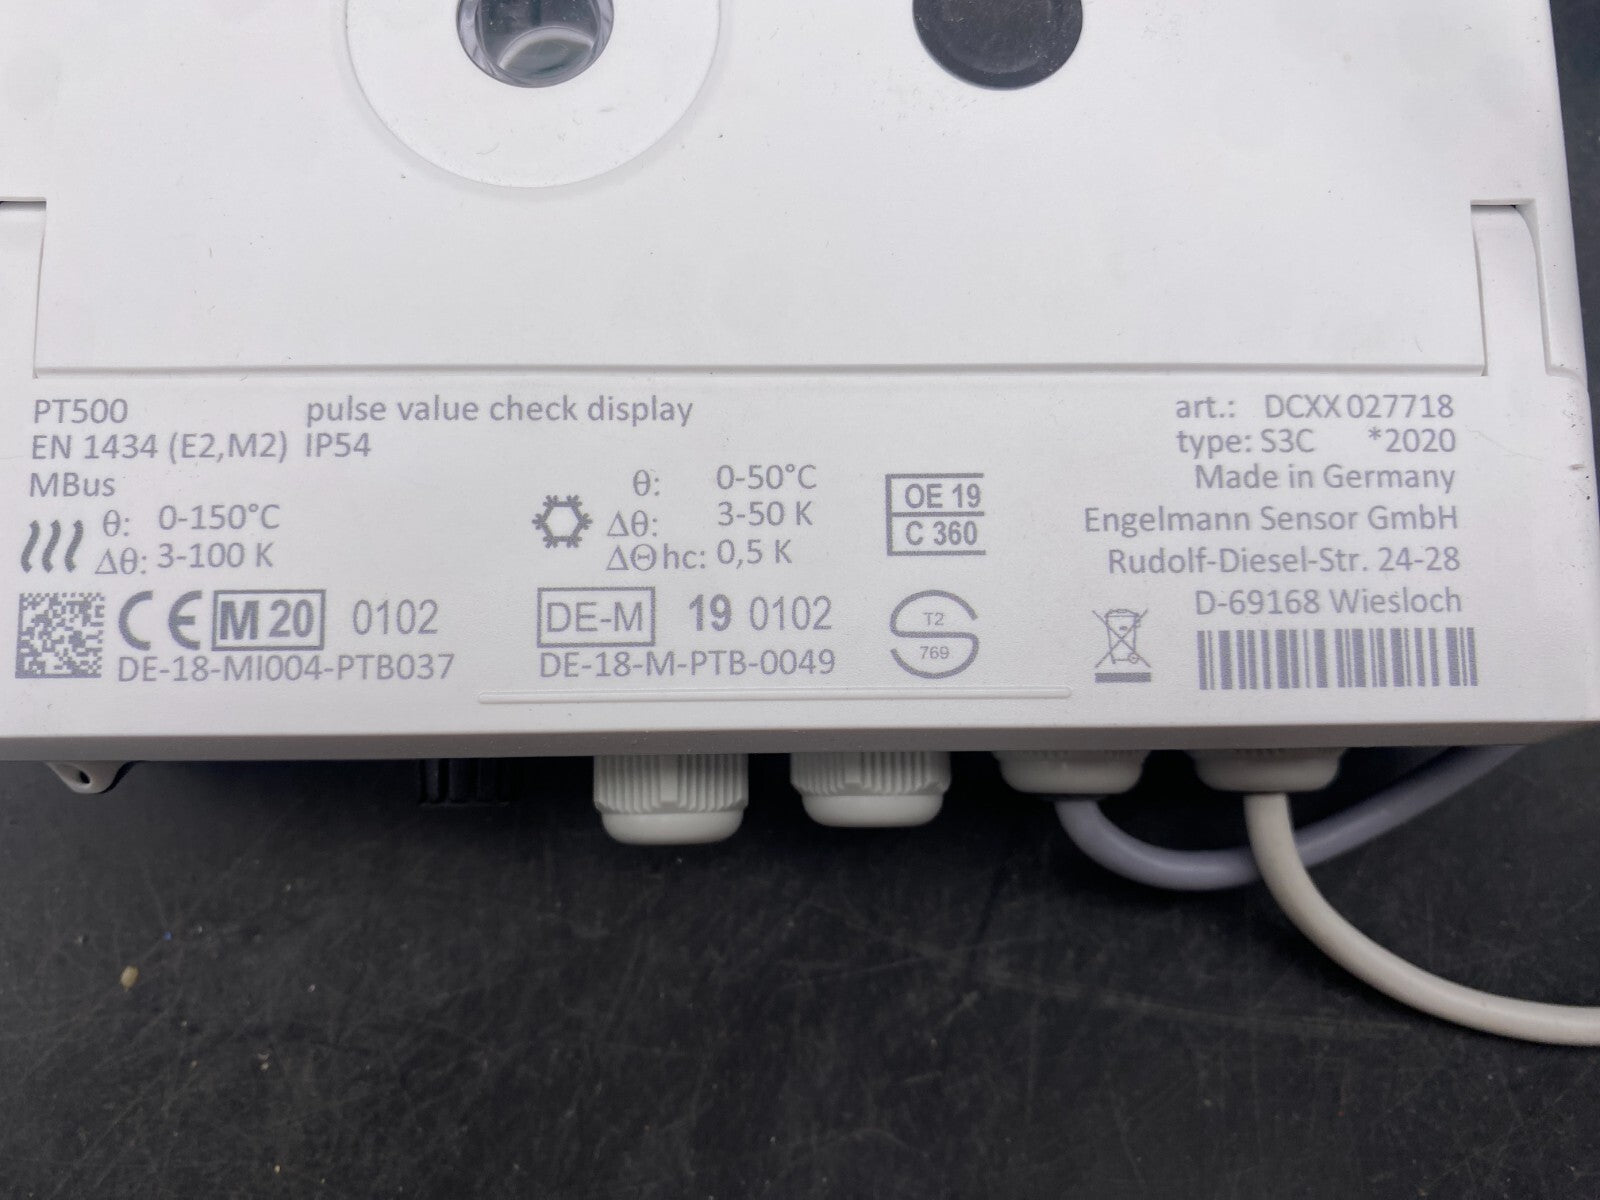 PT500 pulse value check display
EN 1434 (E2,M2) IP54
MBus
θ: 0-150°C
Δθ: 3-100 K
θ: 0-50°C
Δθ: 3-50 K
ΔΘhc: 0,5 K
OE 19
C 360
art.: DCXX027718
type: S3C *2020
Made in Germany
Engelmann Sensor GmbH
Rudolf-Diesel-Str. 24-28
D-69168 Wiesloch
CE M 20 0102
DE-18-MI004-PTB037
DE-M 19 0102
DE-18-M-PTB-0049
T2
S
769